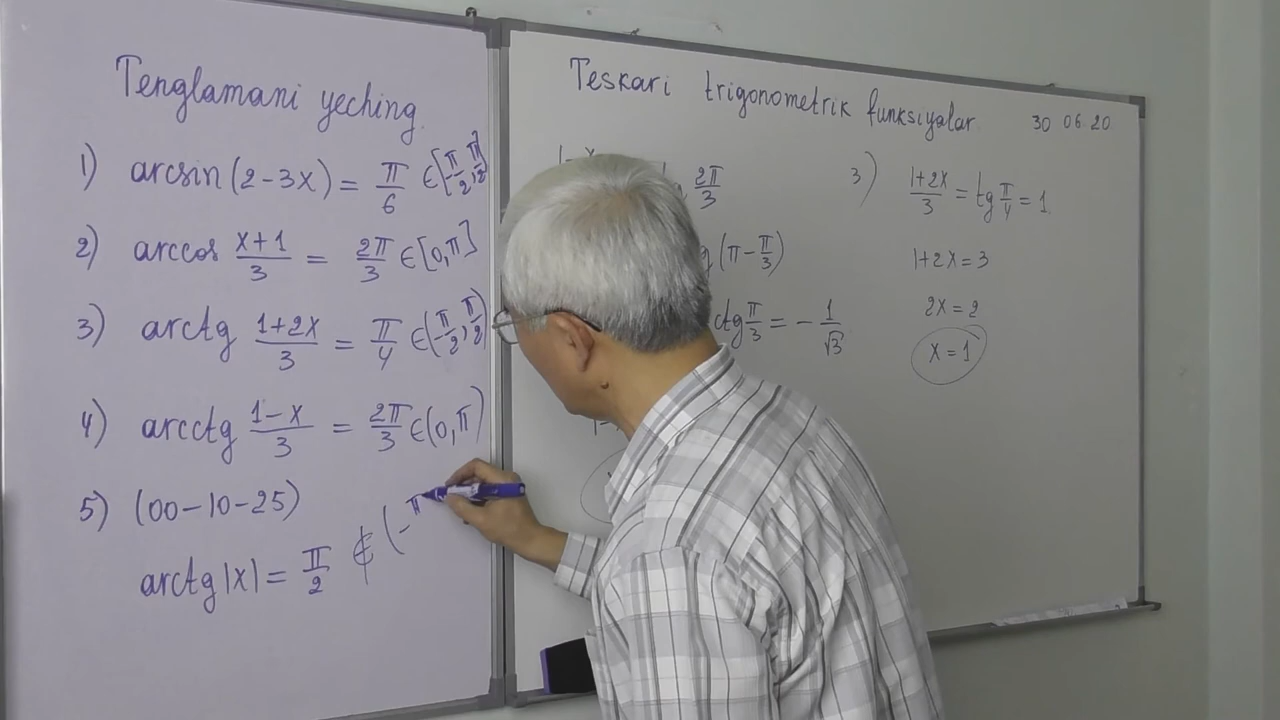 Tenglamani yeching
1) arcsin (2-3x) = π/6 ∈ [-π/2; π/2]
2) arccos (x+1)/3 = 2π/3 ∈ [0, π]
3) arctg (1+2x)/3 = π/4 ∈ (-π/2; π/2)
4) arcctg (1-x)/3 = 2π/3 ∈ (0, π)
5) (00-10-25)
arctg |x| = π/2 ∉ (-π
Teskari trigonometrik funksiyalar 30 06.20
2π/3
(π - π/3)
ctg π/3 = - 1/√3
3) (1+2x)/3 = tg π/4 = 1
1+2x = 3
2x = 2
x = 1